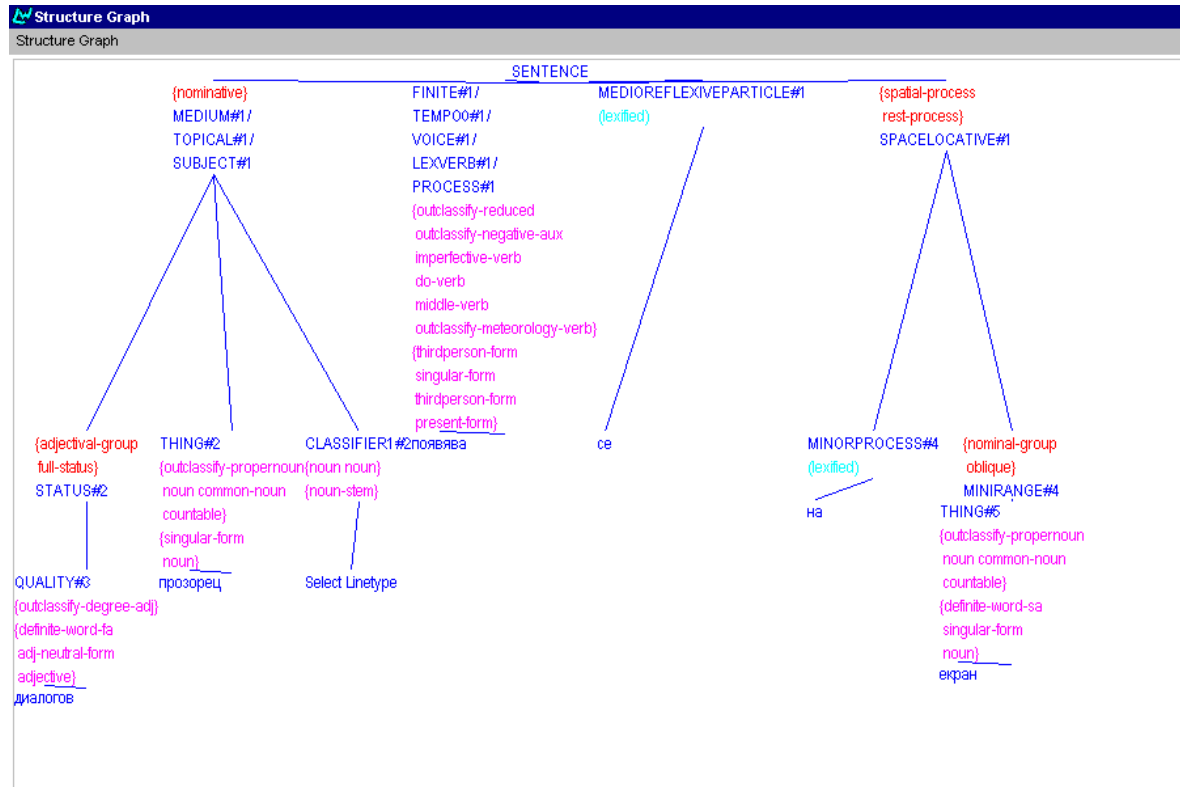 Structure Graph
Structure Graph
SENTENCE
{nominative}
MEDIUM#1/
TOPICAL#1/
SUBJECT#1
FINITE#1/
TEMPO0#1/
VOICE#1/
LEXVERB#1/
PROCESS#1
{outclassify-reduced
outclassify-negative-aux
imperfective-verb
do-verb
middle-verb
outclassify-meteorology-verb}
{thirdperson-form
singular-form
thirdperson-form
present-form}
MEDIOREFLEXIVEPARTICLE#1
(lexified)
{spatial-process
rest-process}
SPACELOCATIVE#1
{adjectival-group
full-status}
STATUS#2
THING#2
{outclassify-propernoun
noun common-noun
countable}
{singular-form
noun}
CLASSIFIER1#2
{noun noun}
{noun-stem}
появява
се
MINORPROCESS#4
(lexified)
на
{nominal-group
oblique}
MINIRANGE#4
THING#5
{outclassify-propernoun
noun common-noun
countable}
{definite-word-sa
singular-form
noun}
екран
QUALITY#3
{outclassify-degree-adj}
{definite-word-fa
adj-neutral-form
adjective}
диалогов
прозорец
Select Linetype